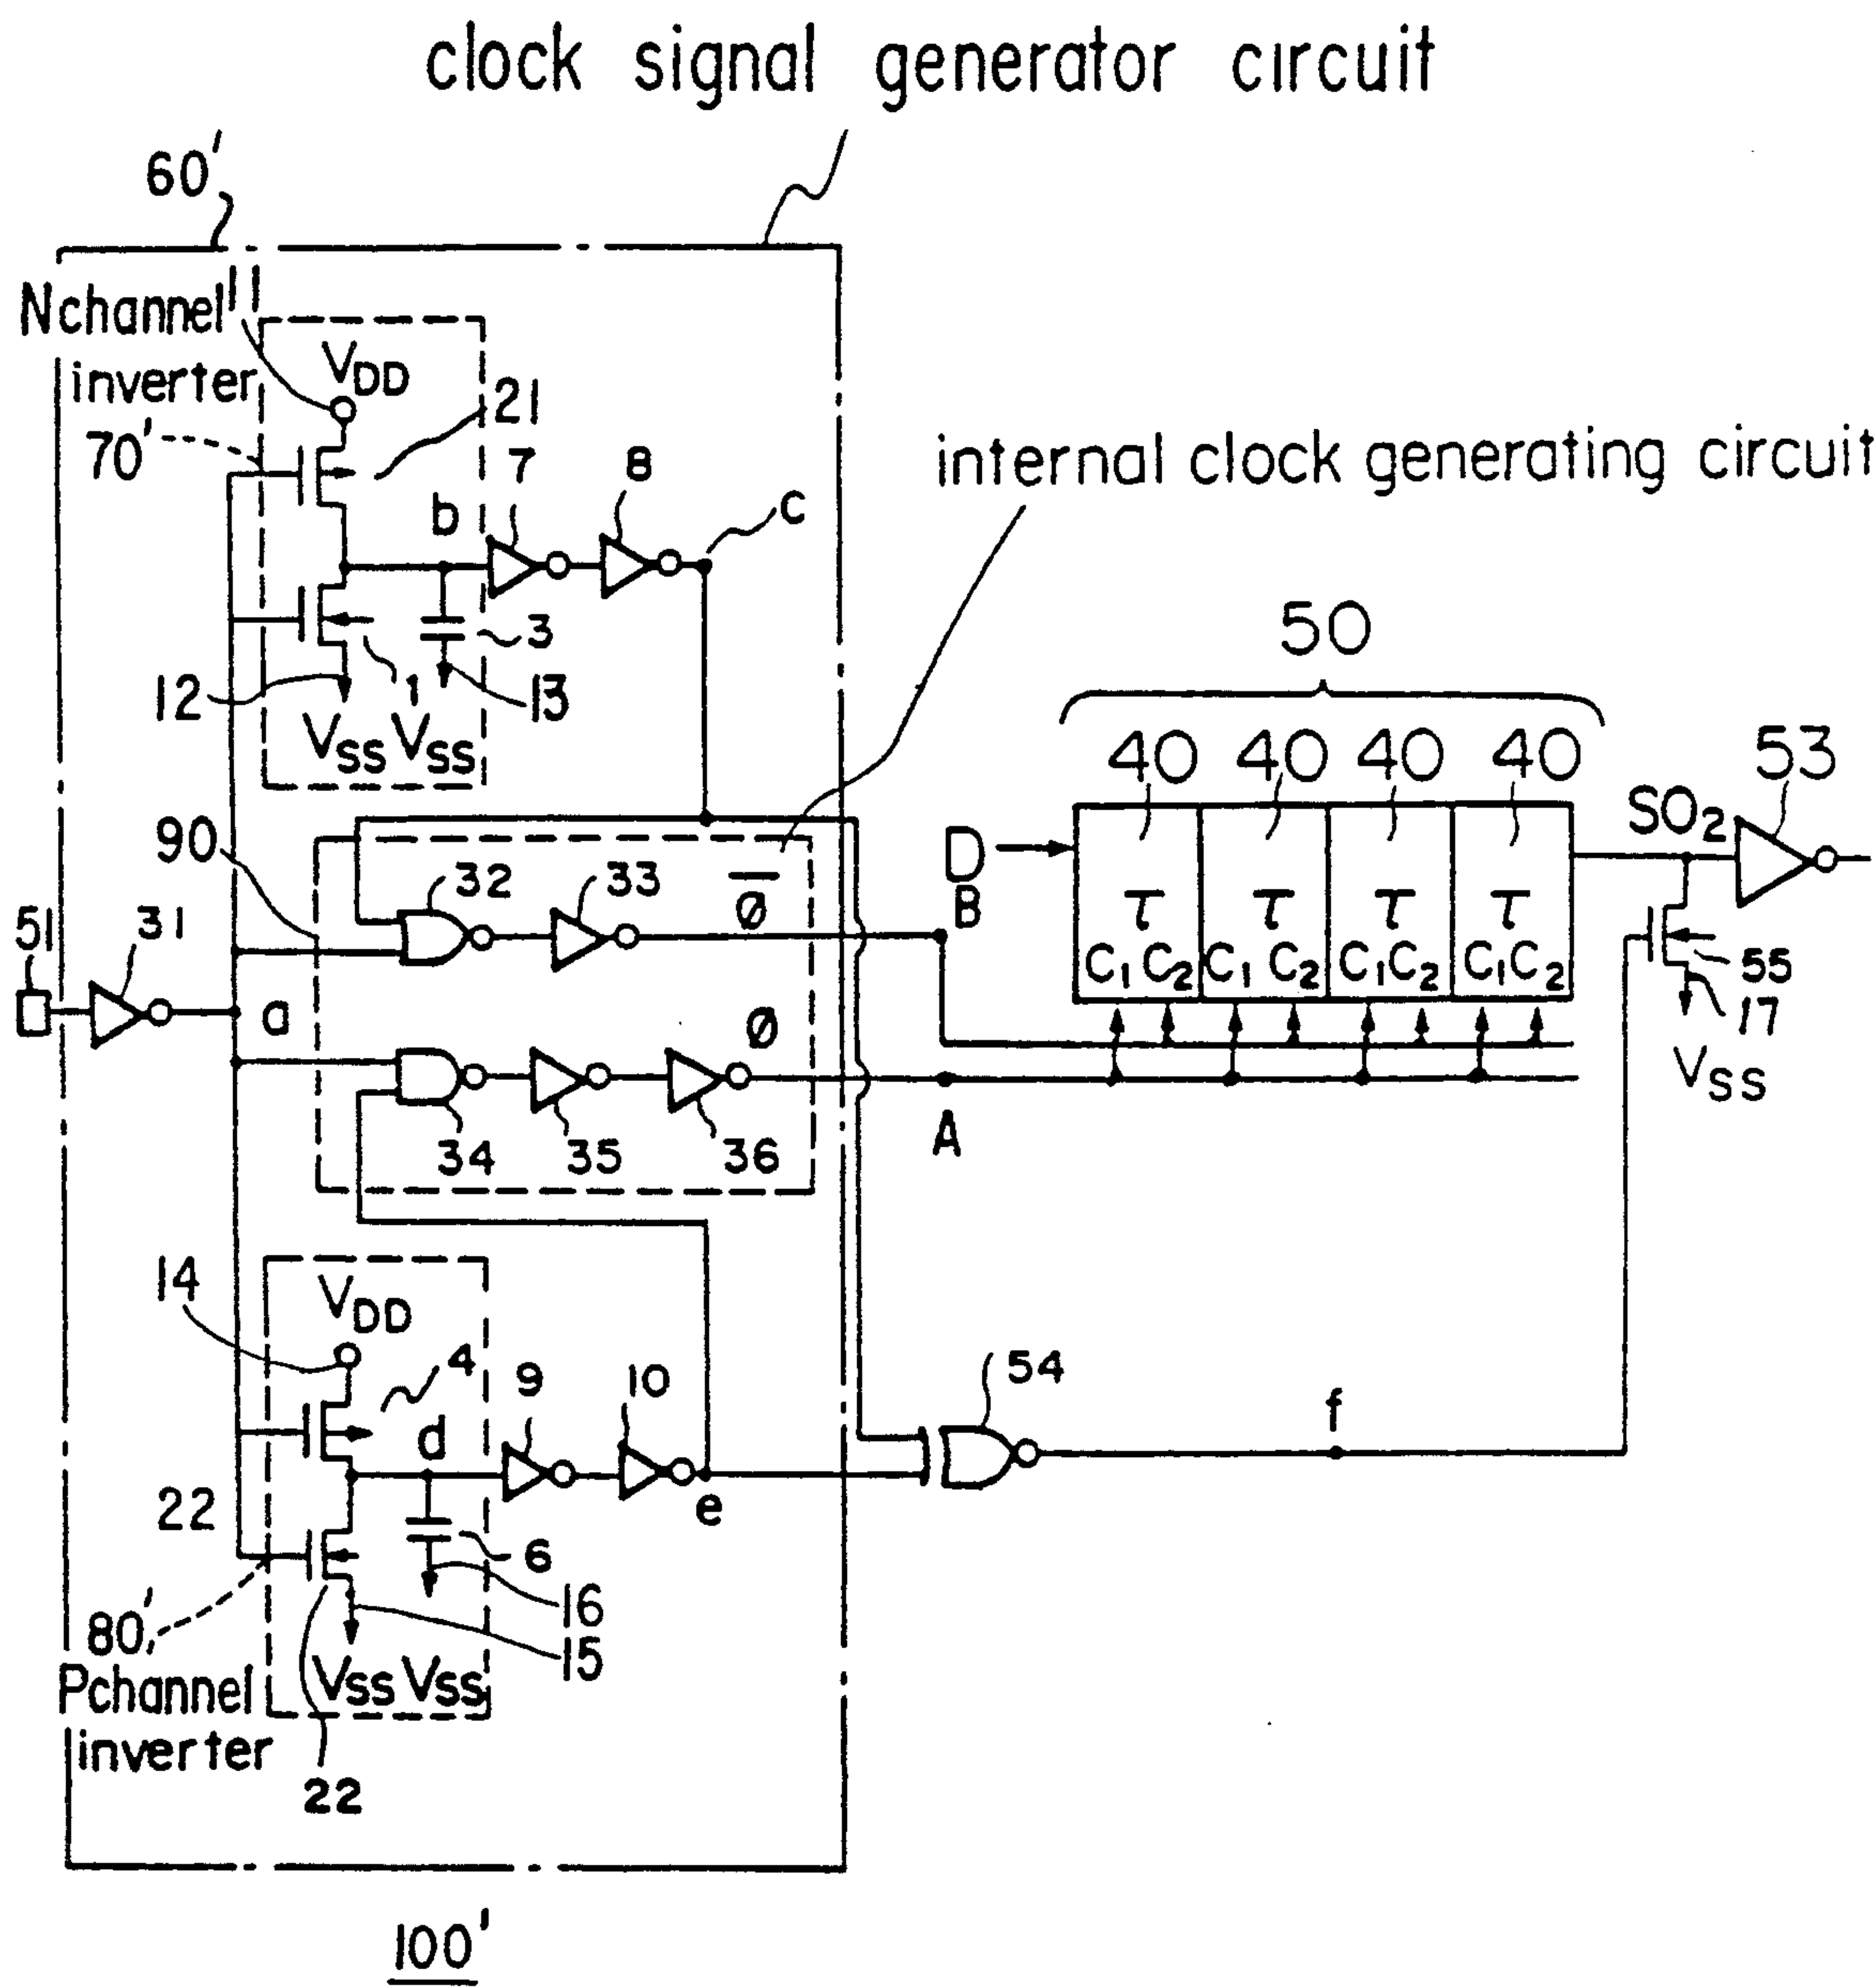 clock signal generator circuit
60'
Nchannel 11
inverter
VDD
21
70'
7
8
internal clock generating circuit
b
c
3
12
1
13
VSS VSS
50
40 40 40 40
53
SO2
90
32
33
D
B
Ø̅
τ τ τ τ
C1 C2 C1 C2 C1 C2 C1 C2
51
31
55
17
a
Ø
VSS
34
35
36
A
14
VDD
4
9
10
54
d
f
22
e
6
16
80'
15
Pchannel
VSS VSS
inverter
22
100'